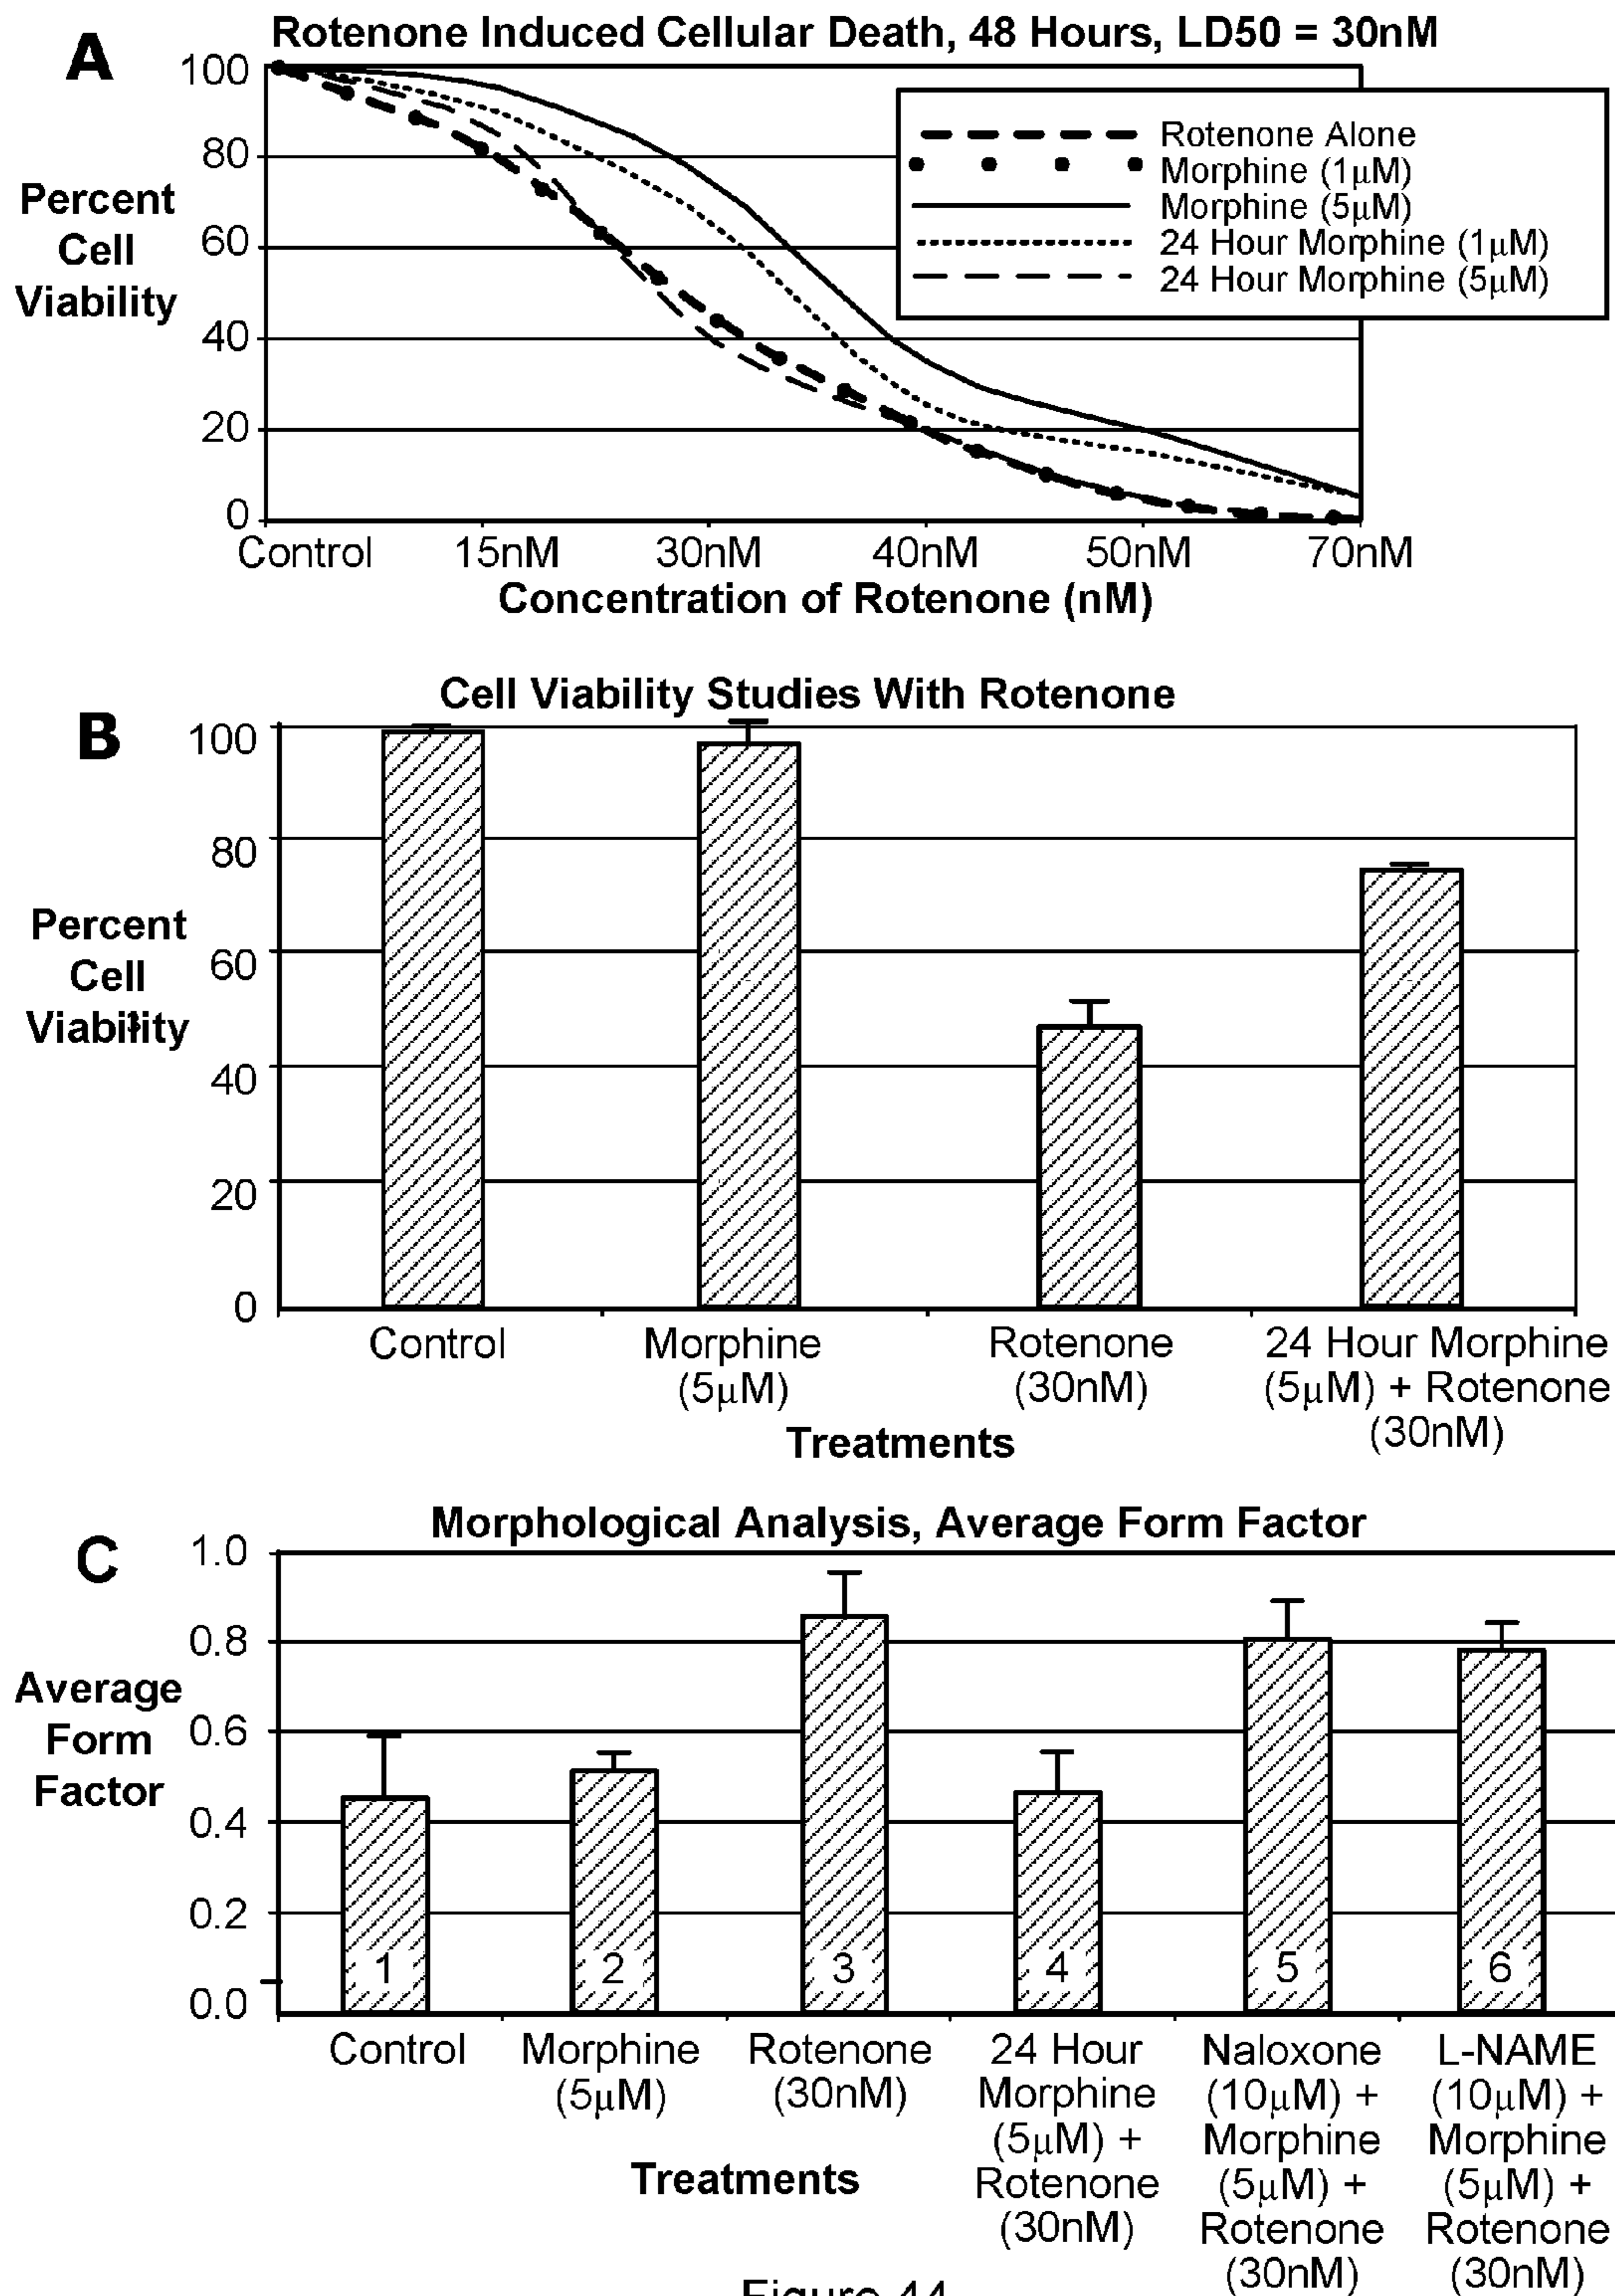 A
Rotenone Induced Cellular Death, 48 Hours, LD50 = 30nM
100
80
60
40
20
0
Percent
Cell
Viability
Rotenone Alone
Morphine (1µM)
Morphine (5µM)
24 Hour Morphine (1µM)
24 Hour Morphine (5µM)
Control 15nM 30nM 40nM 50nM 70nM
Concentration of Rotenone (nM)
B
Cell Viability Studies With Rotenone
100
80
60
40
20
0
Percent
Cell
Viability
Control
Morphine
(5µM)
Rotenone
(30nM)
24 Hour Morphine
(5µM) + Rotenone
(30nM)
Treatments
C
Morphological Analysis, Average Form Factor
1.0
0.8
0.6
0.4
0.2
0.0
Average
Form
Factor
1 2 3 4 5 6
Control
Morphine
(5µM)
Rotenone
(30nM)
24 Hour
Morphine
(5µM) +
Rotenone
(30nM)
Naloxone
(10µM) +
Morphine
(5µM) +
Rotenone
(30nM)
L-NAME
(10µM) +
Morphine
(5µM) +
Rotenone
(30nM)
Treatments
Figure 44